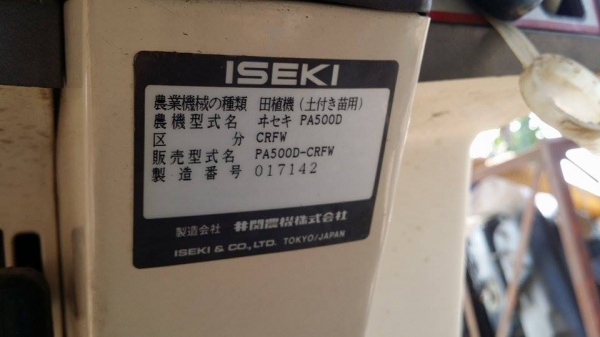 ISEKI
農業機械の種類 田植機(土付き苗用)
農機型式名 ヰセキ PA500D
区分 CRFW
販売型式名 PA500D-CRFW
製造番号 017142
製造会社 井関農機株式会社
ISEKI & CO., LTD. TOKYO/JAPAN